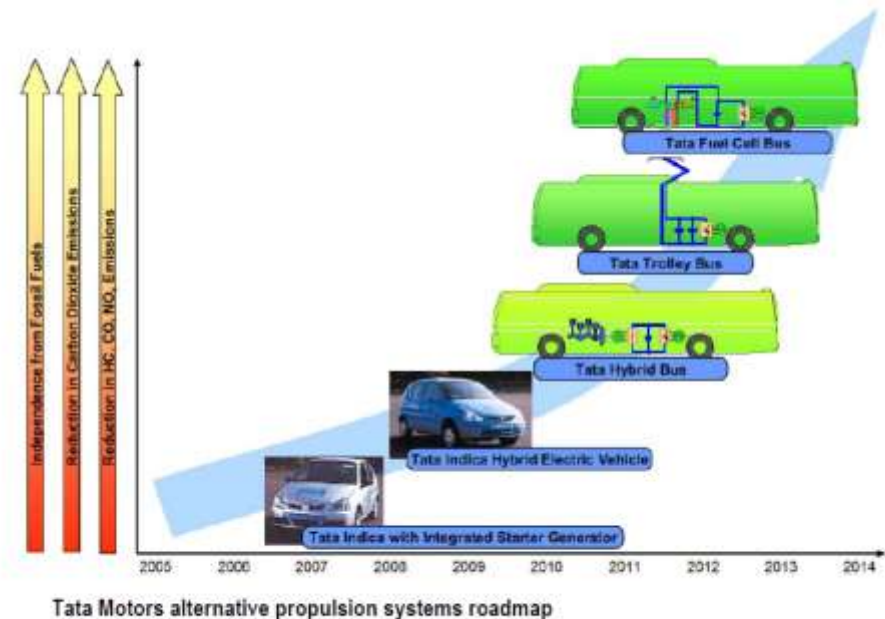 Independence from Fossil Fuels
Reduction in Carbon Dioxide Emissions
Reduction in HC, CO, NOx Emissions
Tata Fuel Cell Bus
Tata Trolley Bus
Tata Hybrid Bus
Tata Indica Hybrid Electric Vehicle
Tata Indica with Integrated Starter Generator
2005 2006 2007 2008 2009 2010 2011 2012 2013 2014
Tata Motors alternative propulsion systems roadmap